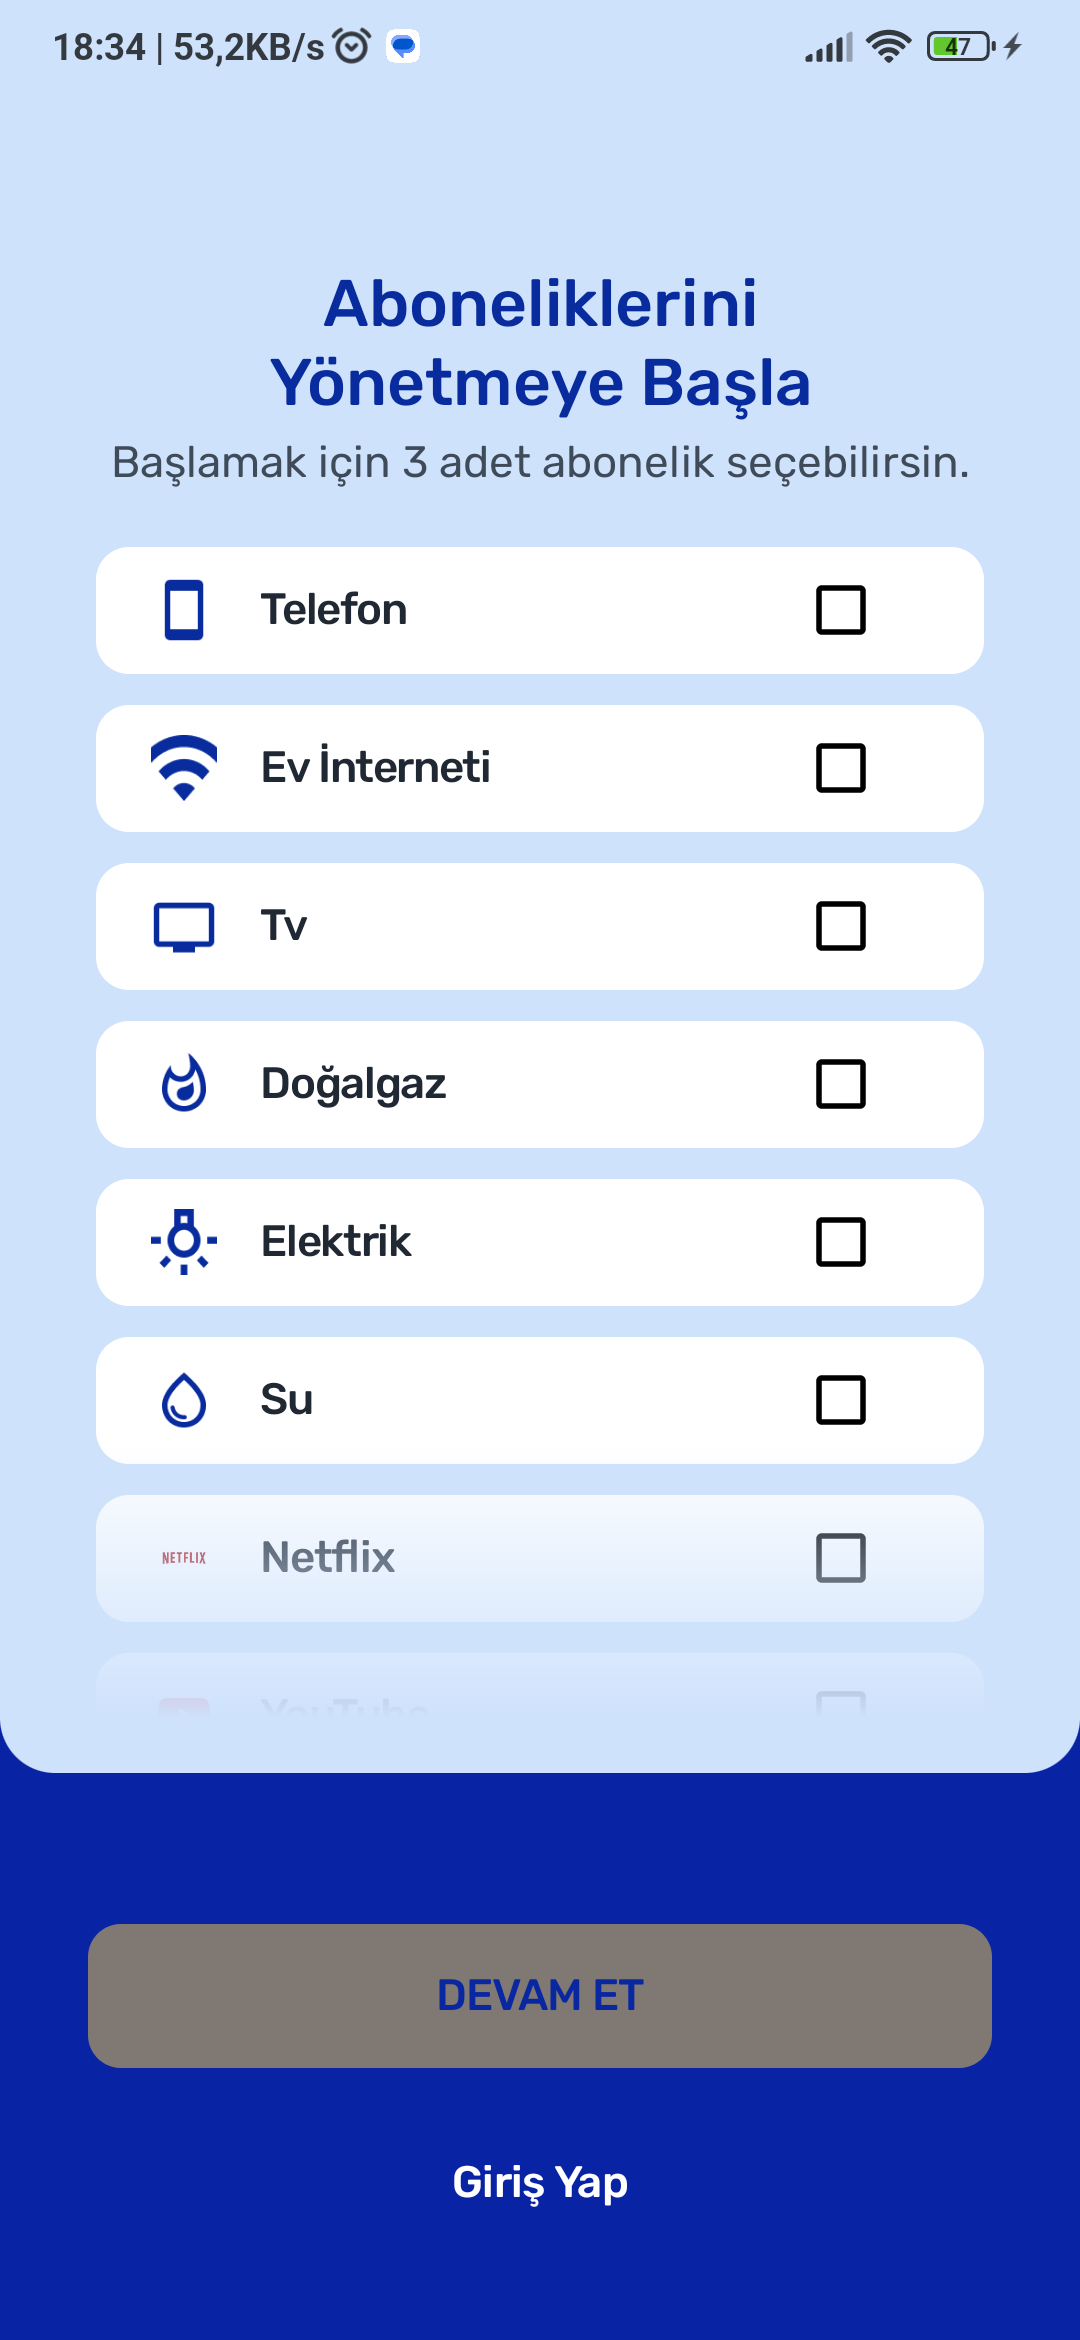 18:34 | 53,2KB/s
47
Aboneliklerini
Yönetmeye Başla
Başlamak için 3 adet abonelik seçebilirsin.
Telefon
Ev İnterneti
Tv
Doğalgaz
Elektrik
Su
NETFLIX Netflix
YouTube
DEVAM ET
Giriş Yap